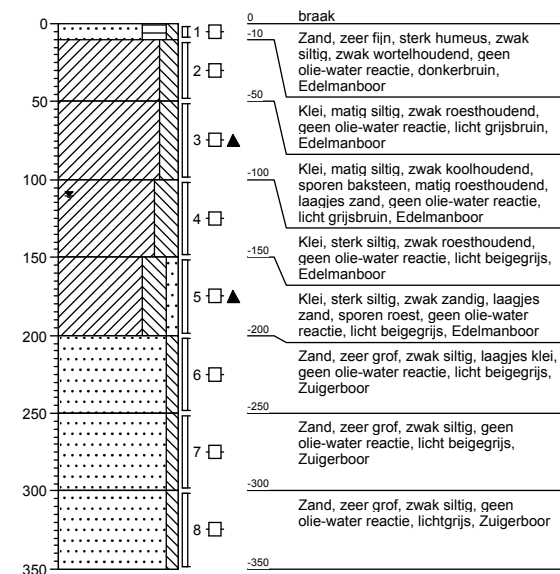 0
50
100
150
200
250
300
350
1
2
3
4
5
6
7
8
0
braak
-10
Zand, zeer fijn, sterk humeus, zwak
siltig, zwak wortelhoudend, geen
olie-water reactie, donkerbruin,
Edelmanboor
-50
Klei, matig siltig, zwak roesthoudend,
geen olie-water reactie, licht grijsbruin,
Edelmanboor
-100
Klei, matig siltig, zwak koolhoudend,
sporen baksteen, matig roesthoudend,
laagjes zand, geen olie-water reactie,
licht grijsbruin, Edelmanboor
-150
Klei, sterk siltig, zwak roesthoudend,
geen olie-water reactie, licht beigegrijs,
Edelmanboor
-200
Klei, sterk siltig, zwak zandig, laagjes
zand, sporen roest, geen olie-water
reactie, licht beigegrijs, Edelmanboor
Zand, zeer grof, zwak siltig, laagjes klei,
geen olie-water reactie, licht beigegrijs,
Zuigerboor
-250
Zand, zeer grof, zwak siltig, geen
olie-water reactie, licht beigegrijs,
Zuigerboor
-300
Zand, zeer grof, zwak siltig, geen
olie-water reactie, lichtgrijs, Zuigerboor
-350